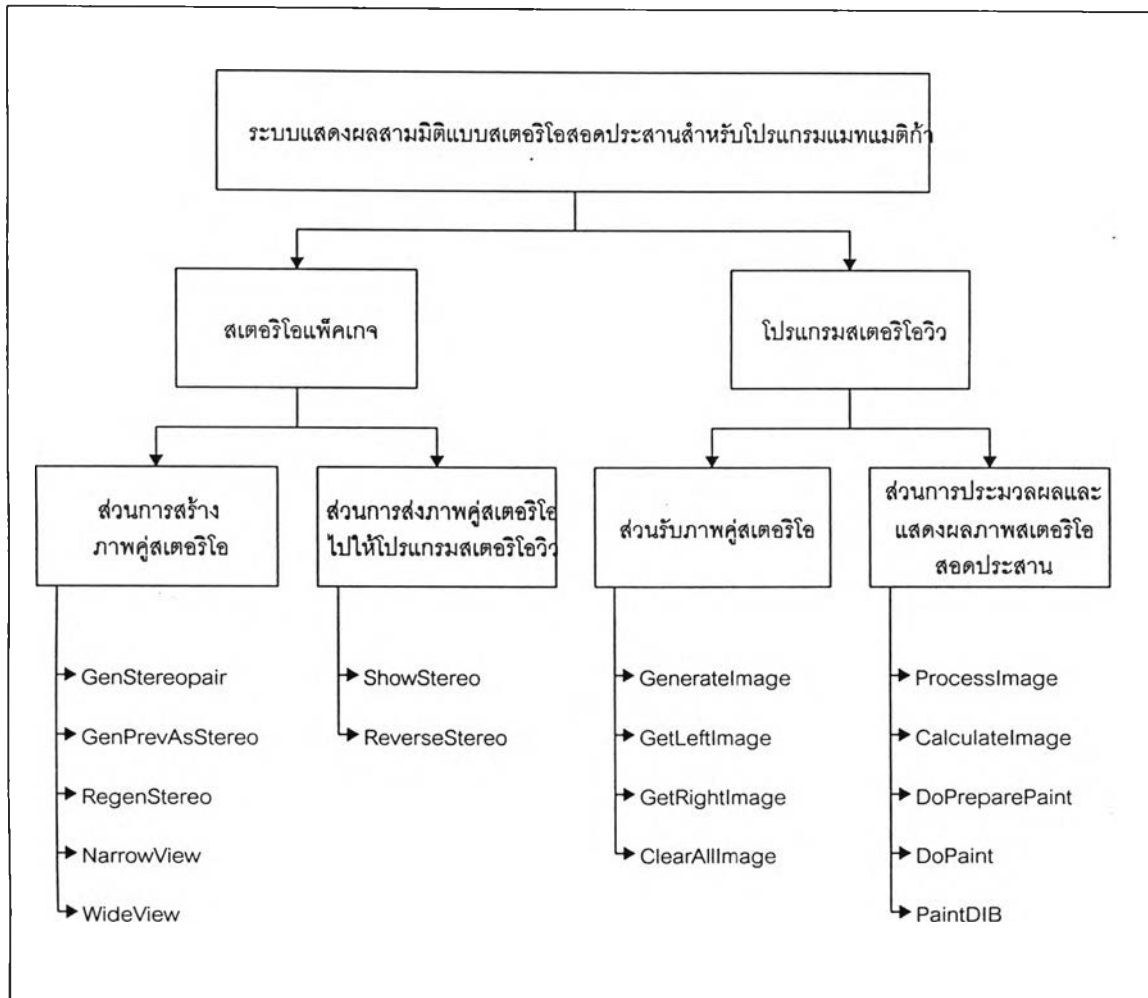 ระบบแสดงผลสามมิติแบบสเตอริโอสอดประสานสำหรับโปรแกรมแมทแมติก้า
สเตอริโอแพ็คเกจ
โปรแกรมสเตอริโอวิว
ส่วนการสร้าง
ภาพคู่สเตอริโอ
ส่วนการส่งภาพคู่สเตอริโอ
ไปให้โปรแกรมสเตอริโอวิว
ส่วนรับภาพคู่สเตอริโอ
ส่วนการประมวลผลและ
แสดงผลภาพสเตอริโอ
สอดประสาน
GenStereopair
GenPrevAsStereo
RegenStereo
NarrowView
WideView
ShowStereo
ReverseStereo
GenerateImage
GetLeftImage
GetRightImage
ClearAllImage
ProcessImage
CalculateImage
DoPreparePaint
DoPaint
PaintDIB